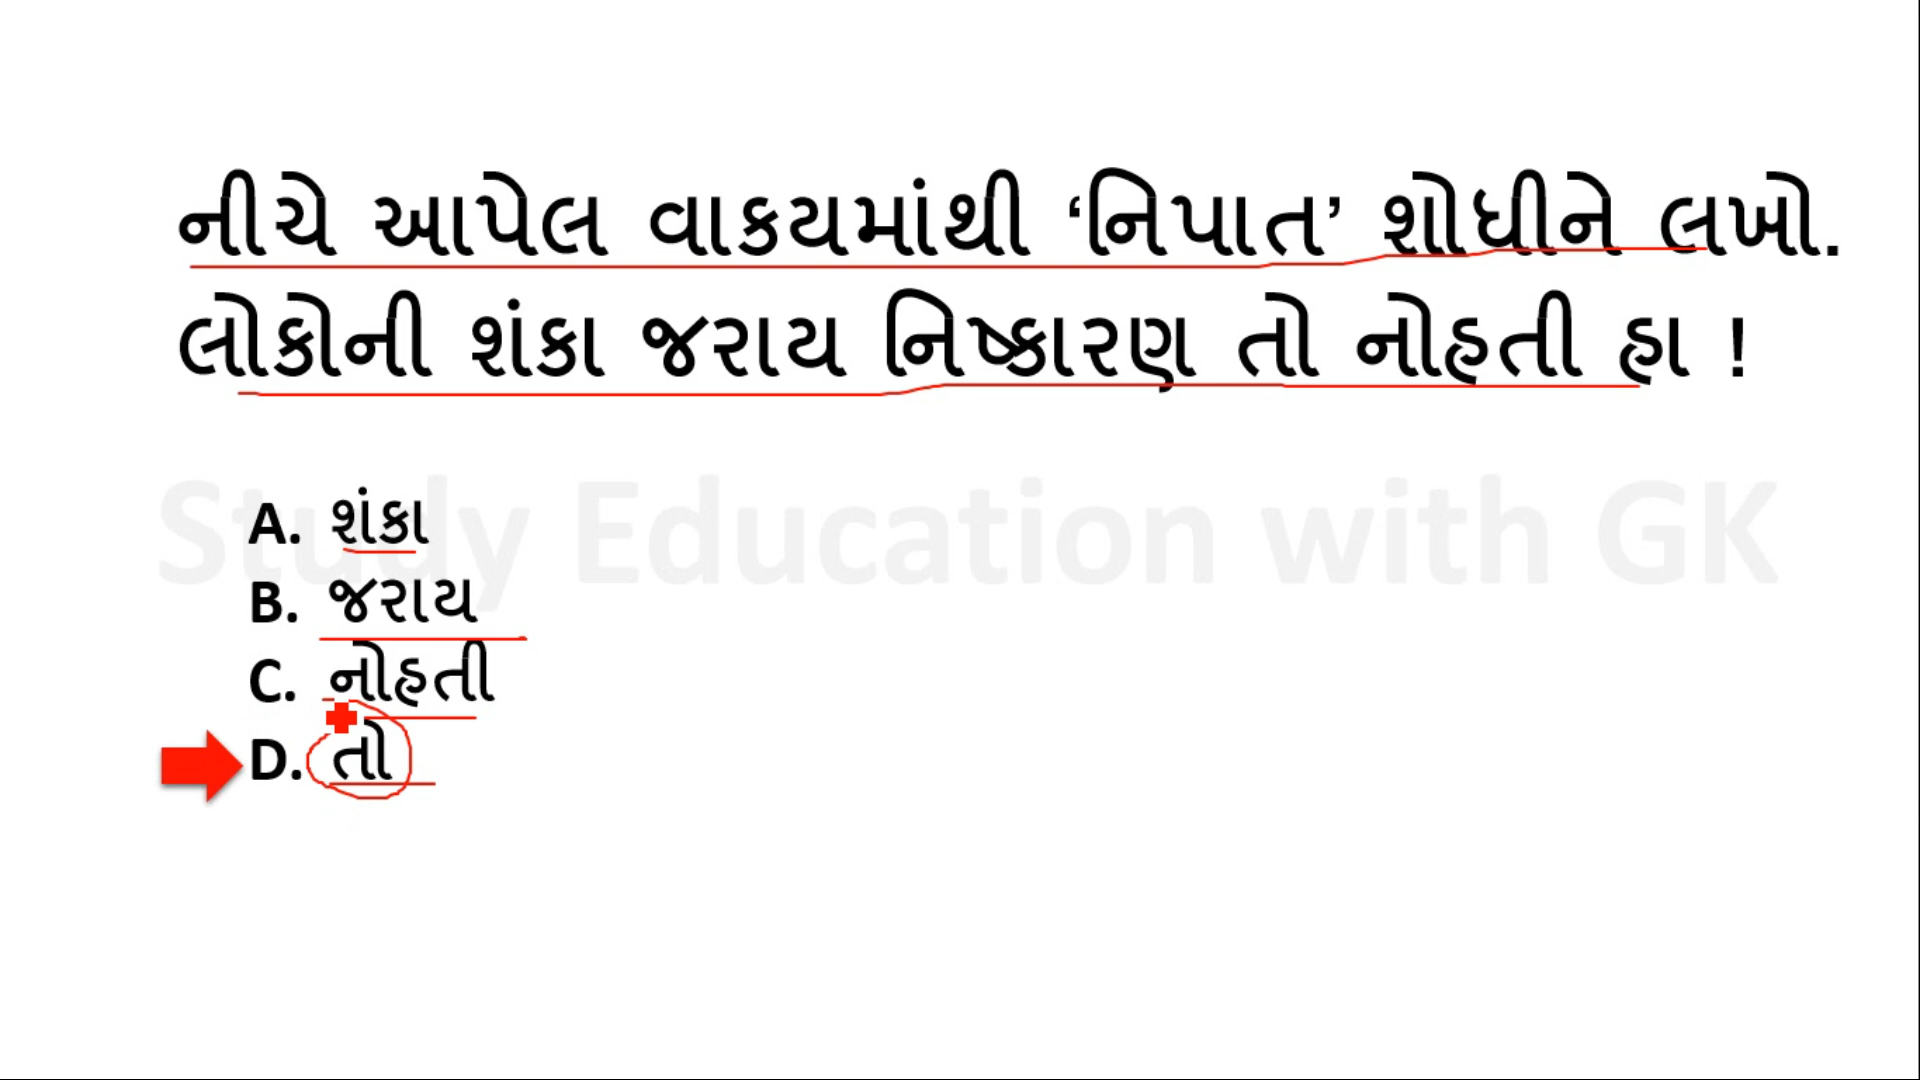 નીચે આપેલ વાકયમાંથી ‘નિપાત’ શોધીને લખો.
લોકોની શંકા જરાય નિષ્કારણ તો નોહતી હા !
Study Education with GK
A. શંકા
B. જરાય
C. નોહતી
D. તો